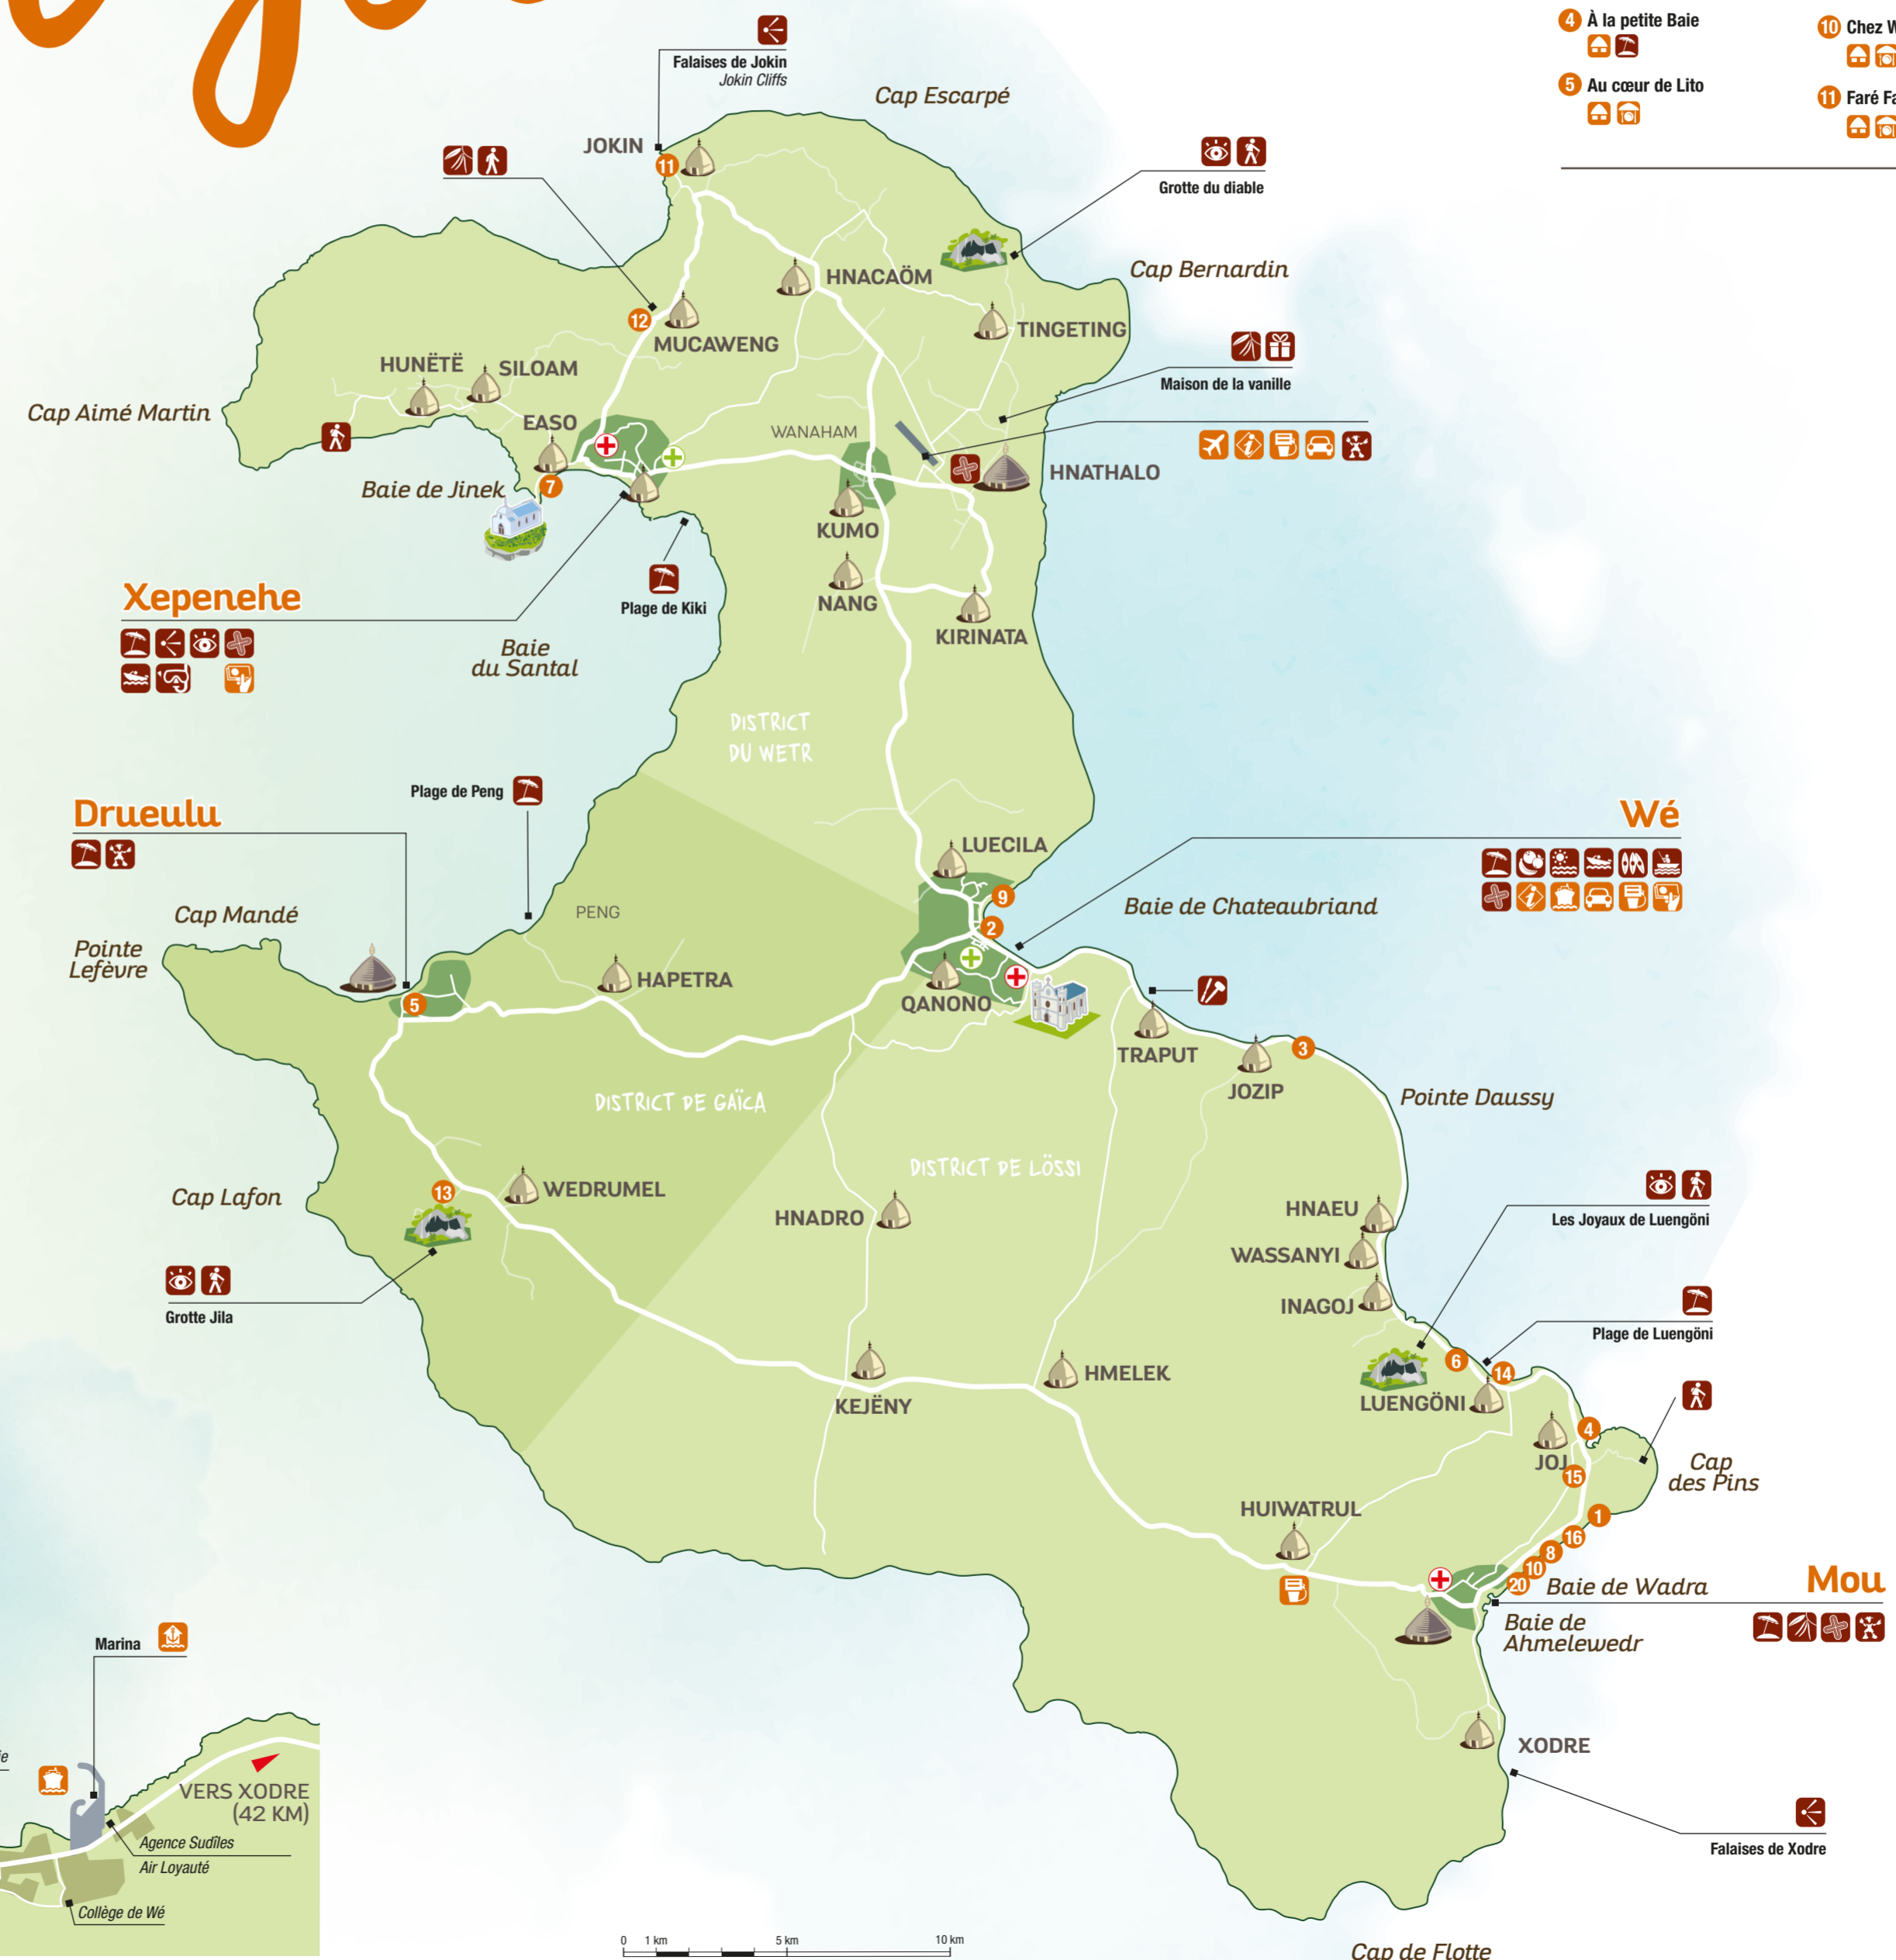 4 À la petite Baie
5 Au cœur de Lito
10 Chez
11 Faré
Falaises de Jokin
Jokin Cliffs
Cap Escarpé
JOKIN
11
Grotte du diable
Cap Bernardin
HNACAÖM
12
TINGETING
MUCAWENG
HUNËTË
SILOAM
Maison de la vanille
Cap Aimé Martin
EASO
WANAHAM
HNATHALO
Baie de Jinek
7
KUMO
Xepenehe
Plage de Kiki
NANG
KIRINATA
Baie
du Santal
DISTRICT
DU WETR
Plage de Peng
Drueulu
Wé
LUECILA
9
Cap Mandé
PENG
Baie de Chateaubriand
2
Pointe
Lefèvre
HAPETRA
5
QANONO
TRAPUT
3
JOZIP
Pointe Daussy
DISTRICT DE GAÏCA
DISTRICT DE LÖSSI
Cap Lafon
13
WEDRUMEL
HNADRO
HNAEU
Les Joyaux de Luengöni
WASSANYI
INAGOJ
Grotte Jila
Plage de Luengöni
6
14
HMELEK
KEJËNY
LUENGÖNI
4
JOJ
15
Cap
des Pins
HUIWATRUL
1
16
8
10
20
Baie de Wadra
Mou
Baie de
Ahmelewedr
Marina
XODRE
VERS XODRE
(42 KM)
Agence Sudîles
Air Loyauté
Falaises de Xodre
Collège de Wé
0 1 km 5 km 10 km
Cap de Flotte